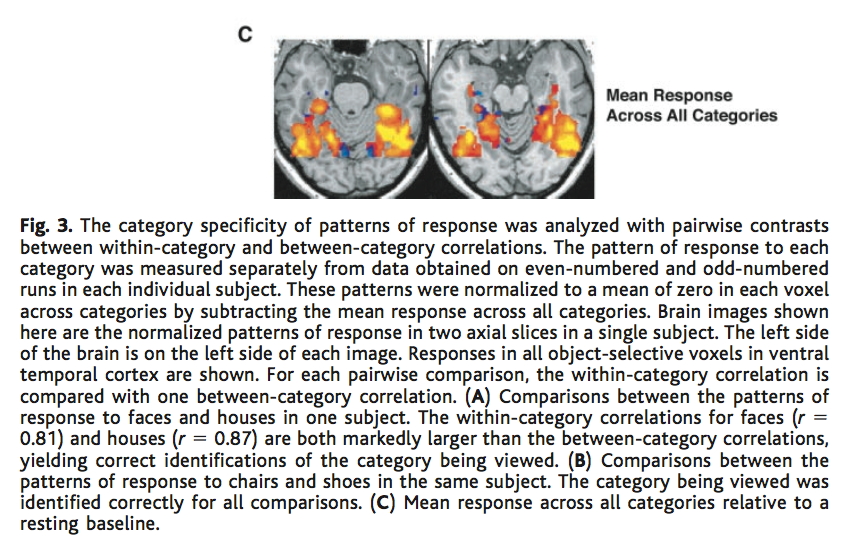 C
Mean Response
Across All Categories
Fig. 3. The category specificity of patterns of response was analyzed with pairwise contrasts
between within-category and between-category correlations. The pattern of response to each
category was measured separately from data obtained on even-numbered and odd-numbered
runs in each individual subject. These patterns were normalized to a mean of zero in each voxel
across categories by subtracting the mean response across all categories. Brain images shown
here are the normalized patterns of response in two axial slices in a single subject. The left side
of the brain is on the left side of each image. Responses in all object-selective voxels in ventral
temporal cortex are shown. For each pairwise comparison, the within-category correlation is
compared with one between-category correlation. (A) Comparisons between the patterns of
response to faces and houses in one subject. The within-category correlations for faces (r =
0.81) and houses (r = 0.87) are both markedly larger than the between-category correlations,
yielding correct identifications of the category being viewed. (B) Comparisons between the
patterns of response to chairs and shoes in the same subject. The category being viewed was
identified correctly for all comparisons. (C) Mean response across all categories relative to a
resting baseline.